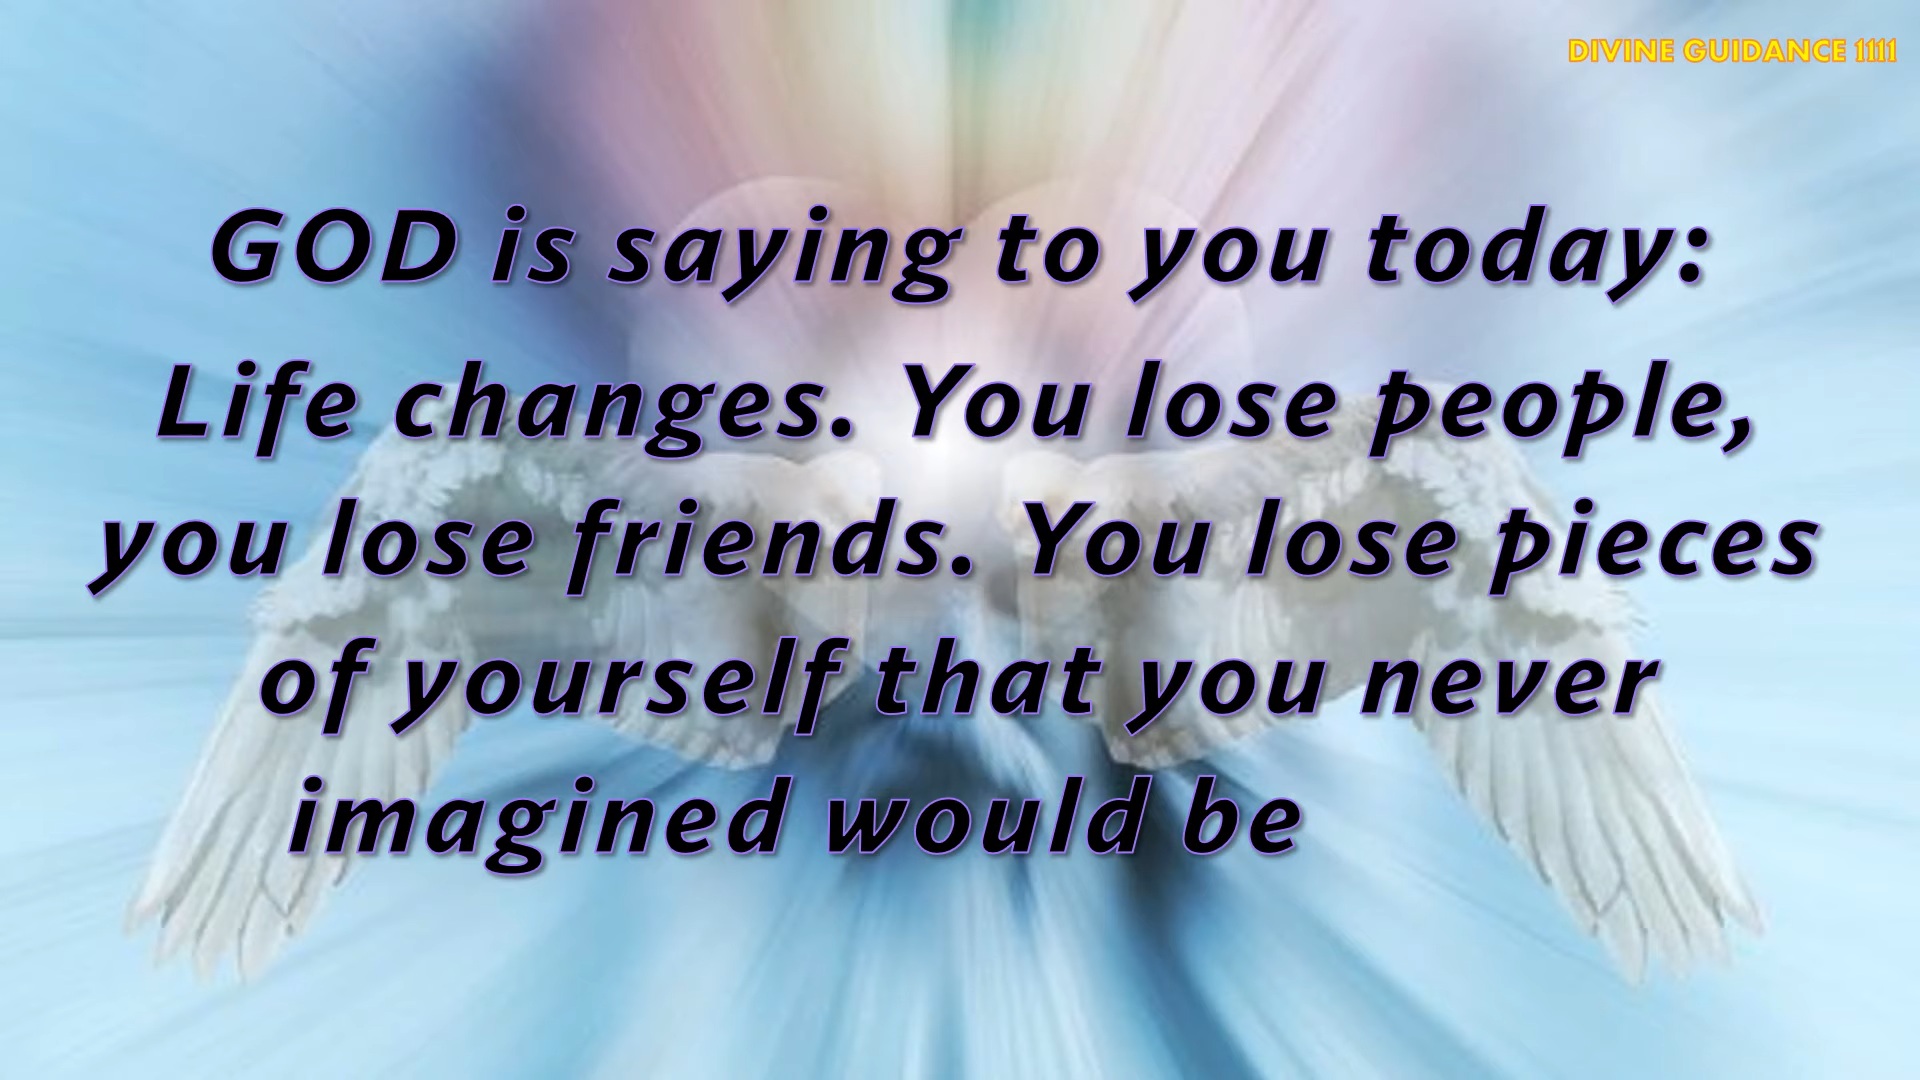 DIVINE GUIDANCE 1111
GOD is saying to you today:
Life changes. You lose people,
you lose friends. You lose pieces
of yourself that you never
imagined would be